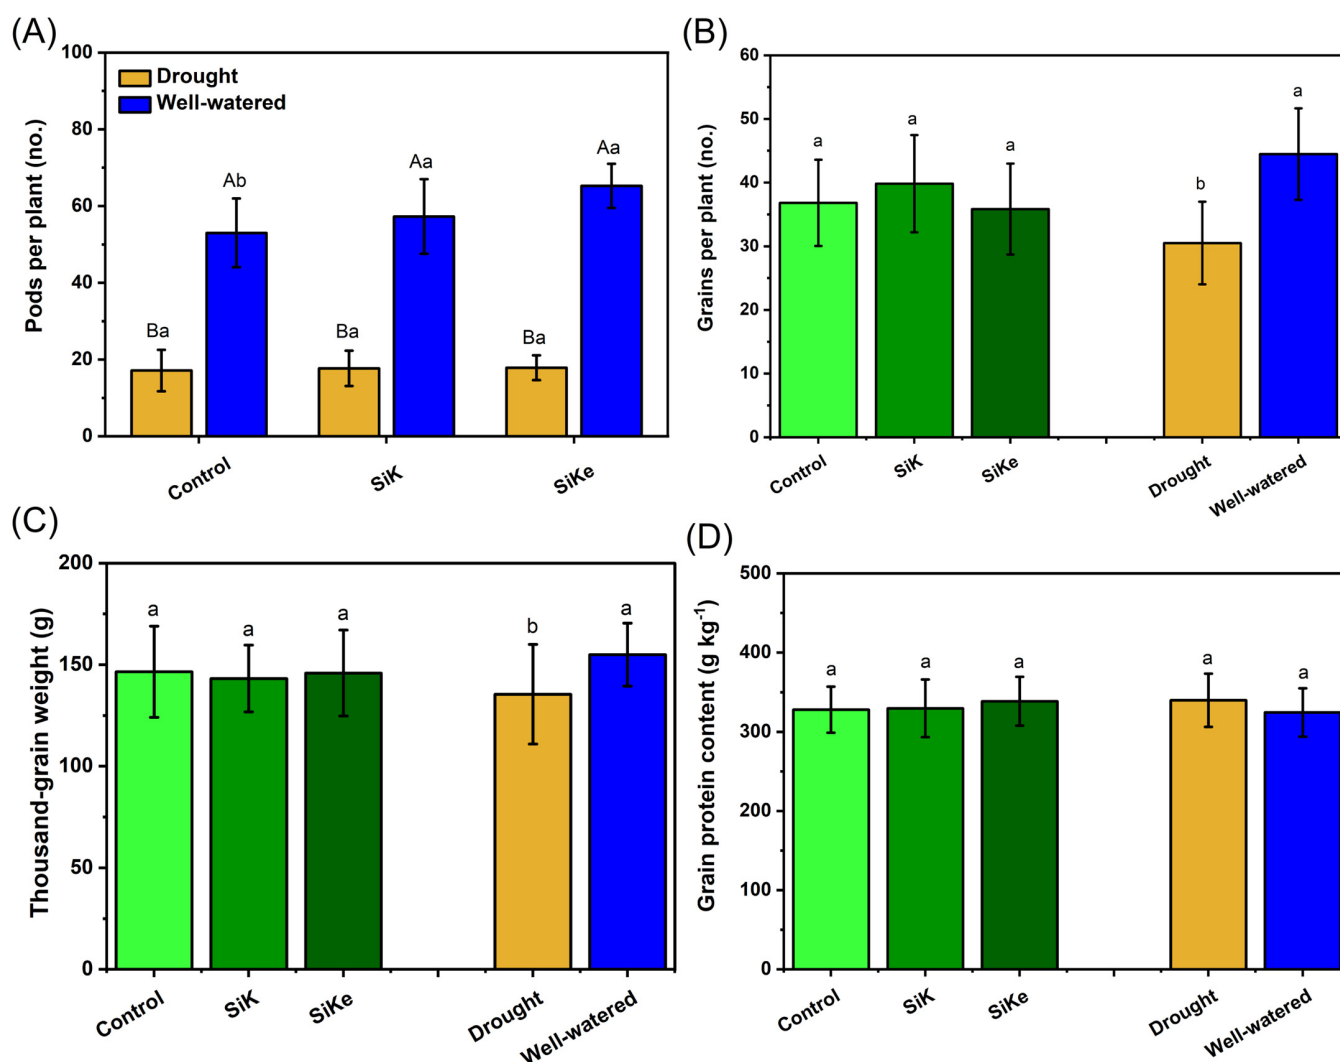 (A)
Pods per plant (no.)
100
80
60
40
20
0
Drought
Well-watered
Ba
Ab
Ba
Aa
Ba
Aa
Control
SiK
SiKe
(B)
Grains per plant (no.)
60
50
40
30
20
10
0
a
a
a
b
a
Control
SiK
SiKe
Drought
Well-watered
(C)
Thousand-grain weight (g)
200
150
100
50
0
a
a
a
b
a
Control
SiK
SiKe
Drought
Well-watered
(D)
Grain protein content (g kg⁻¹)
500
400
300
200
100
0
a
a
a
a
a
Control
SiK
SiKe
Drought
Well-watered